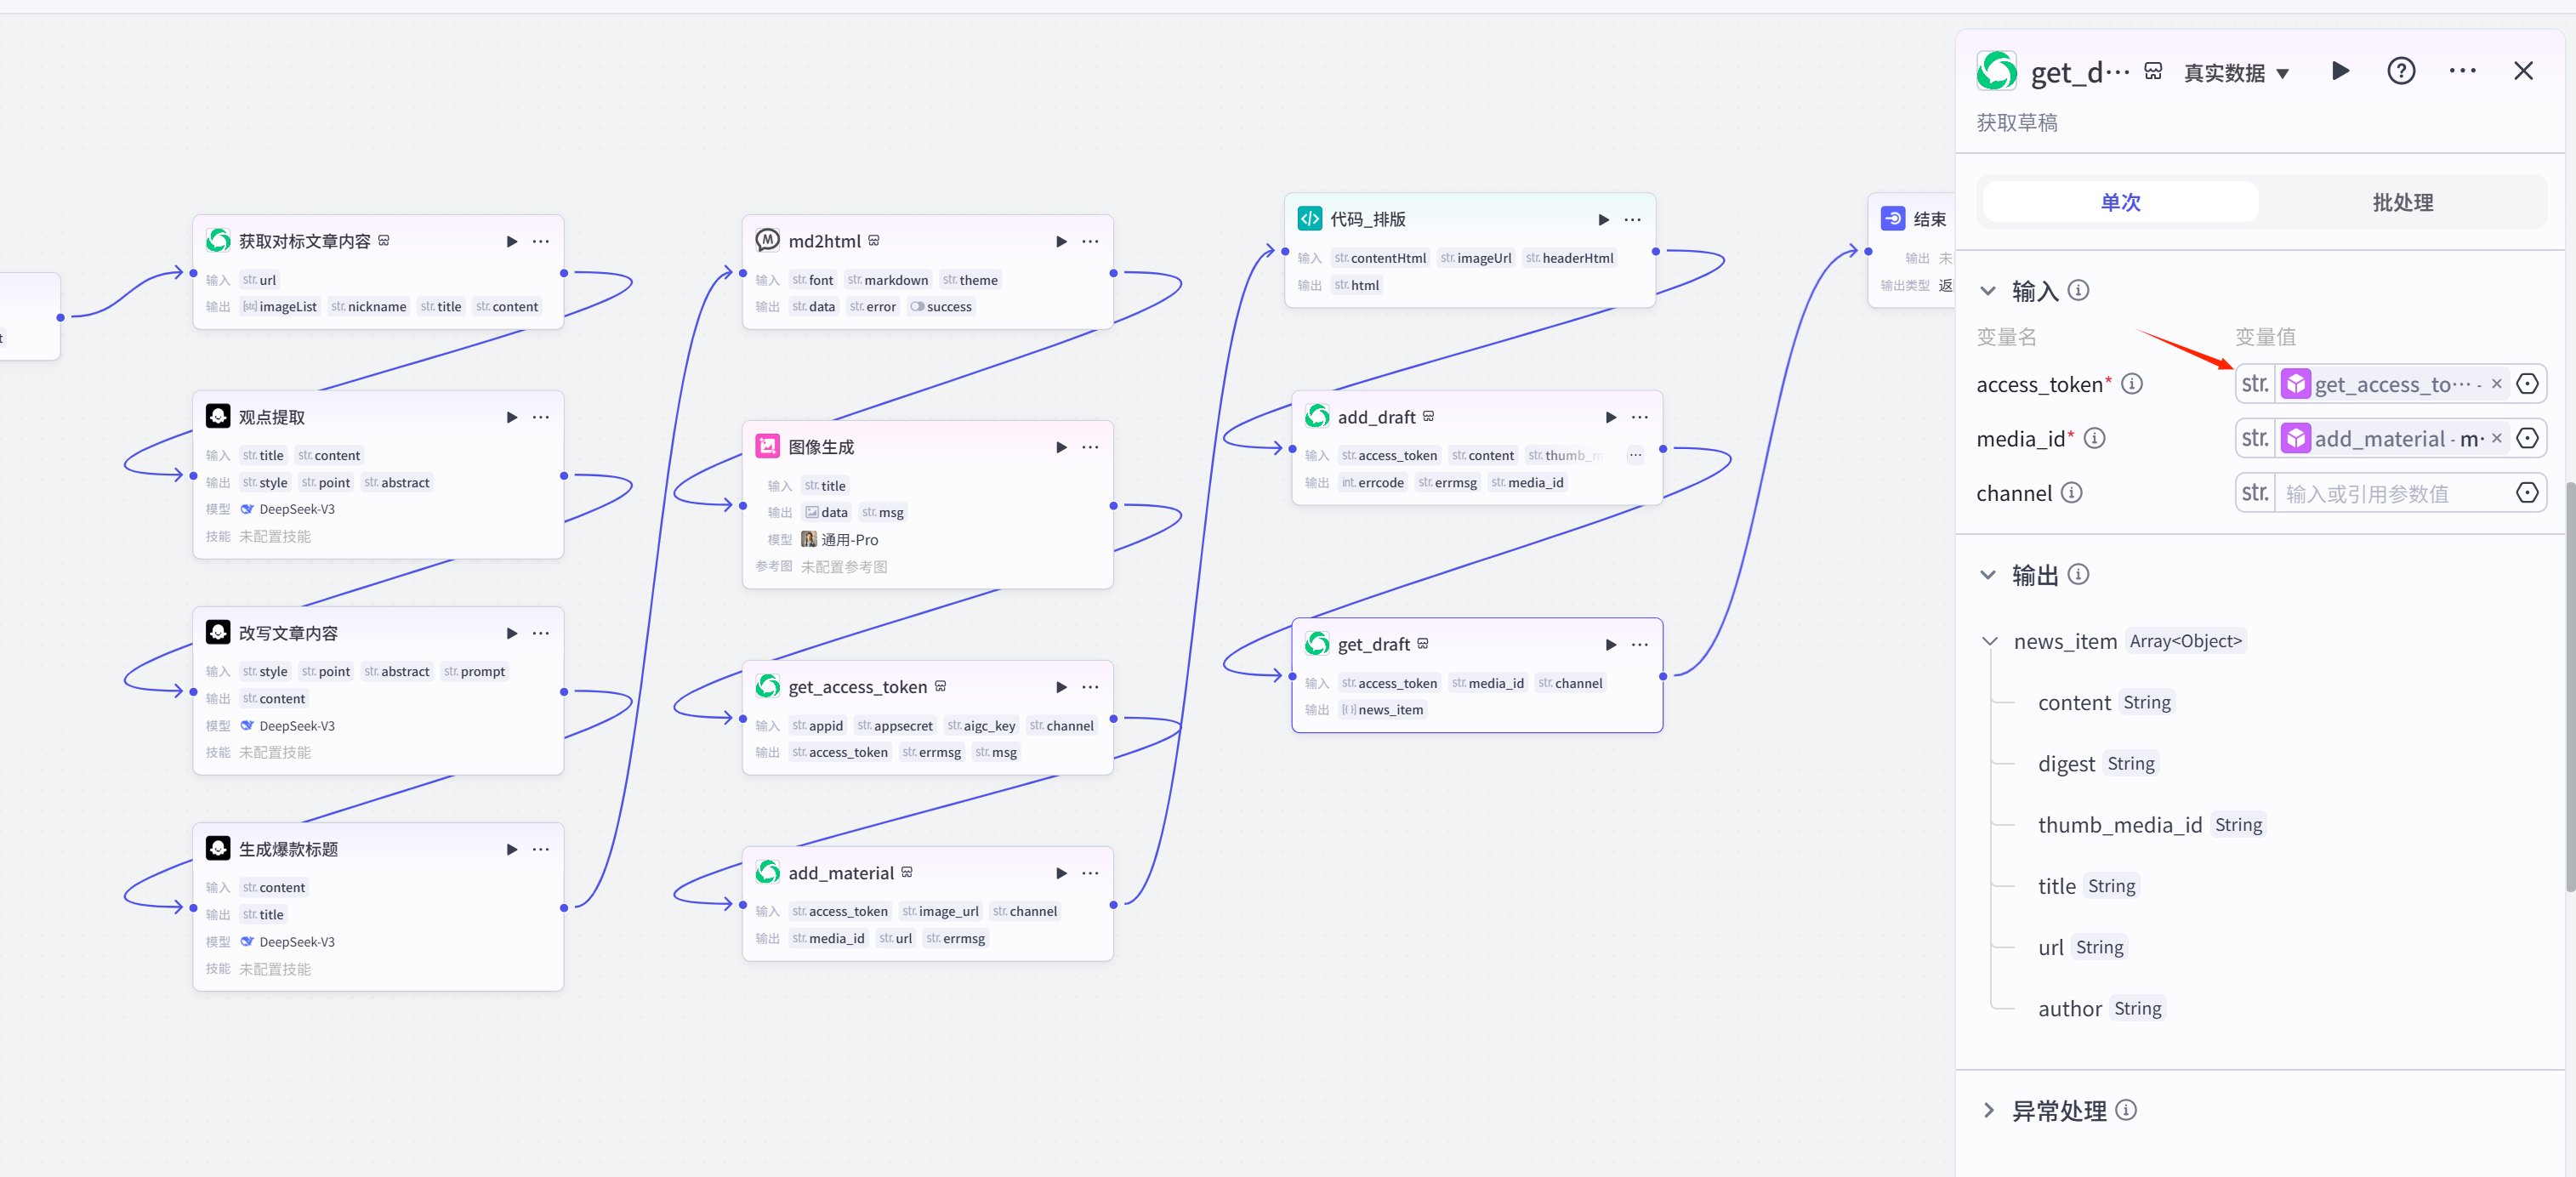 t
获取对标文章内容
输入 str. url
输出 [str] imageList str. nickname str. title str. content
观点提取
输入 str. title str. content
输出 str. style str. point str. abstract
模型 DeepSeek-V3
技能 未配置技能
改写文章内容
输入 str. style str. point str. abstract str. prompt
输出 str. content
模型 DeepSeek-V3
技能 未配置技能
生成爆款标题
输入 str. content
输出 str. title
模型 DeepSeek-V3
技能 未配置技能
md2html
输入 str. font str. markdown str. theme
输出 str. data str. error success
图像生成
输入 str. title
输出 data str. msg
模型 通用-Pro
参考图 未配置参考图
get_access_token
输入 str. appid str. appsecret str. aigc_key str. channel
输出 str. access_token str. errmsg str. msg
add_material
输入 str. access_token str. image_url str. channel
输出 str. media_id str. url str. errmsg
代码_排版
输入 str. contentHtml str. imageUrl str. headerHtml
输出 str. html
add_draft
输入 str. access_token str. content str. thumb_m ...
输出 int. errcode str. errmsg str. media_id
get_draft
输入 str. access_token str. media_id str. channel
输出 [{}] news_item
结束
输出 未
输出类型 返
get_d... 真实数据
获取草稿
单次 批处理
输入
变量名 变量值
access_token* str. get_access_to... -
media_id* str. add_material - m·
channel str. 输入或引用参数值
输出
news_item Array<Object>
content String
digest String
thumb_media_id String
title String
url String
author String
异常处理